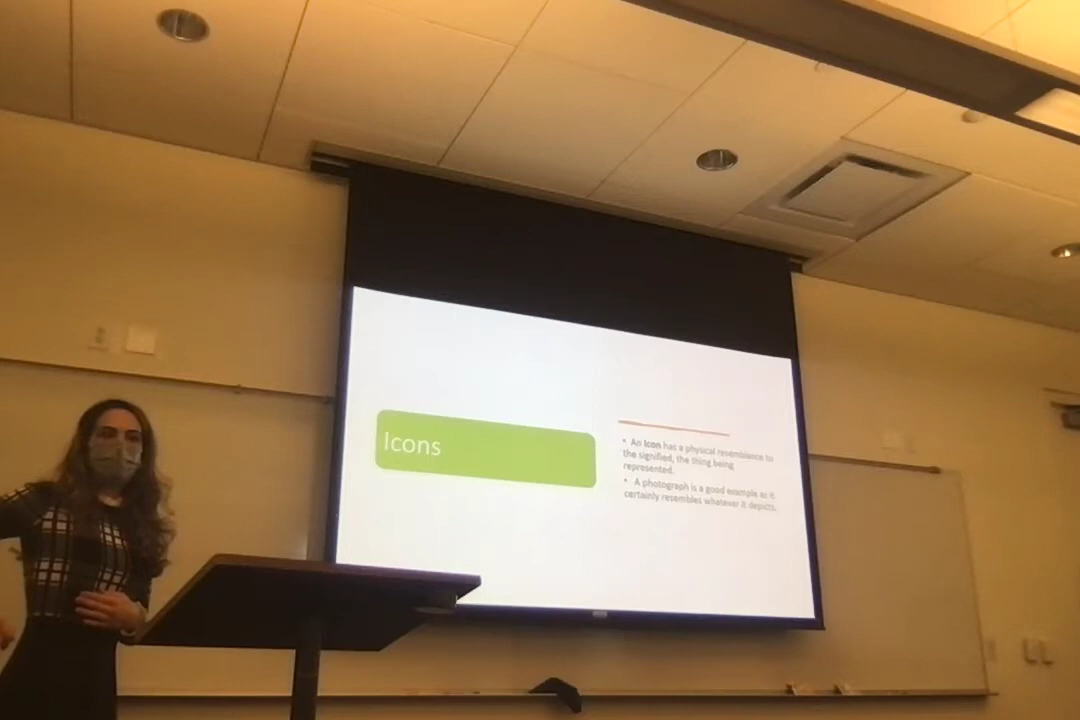 Icons
• An Icon has a physical resemblance to
the signified, the thing being
represented.
• A photograph is a good example as it
certainly resembles whatever it depicts.